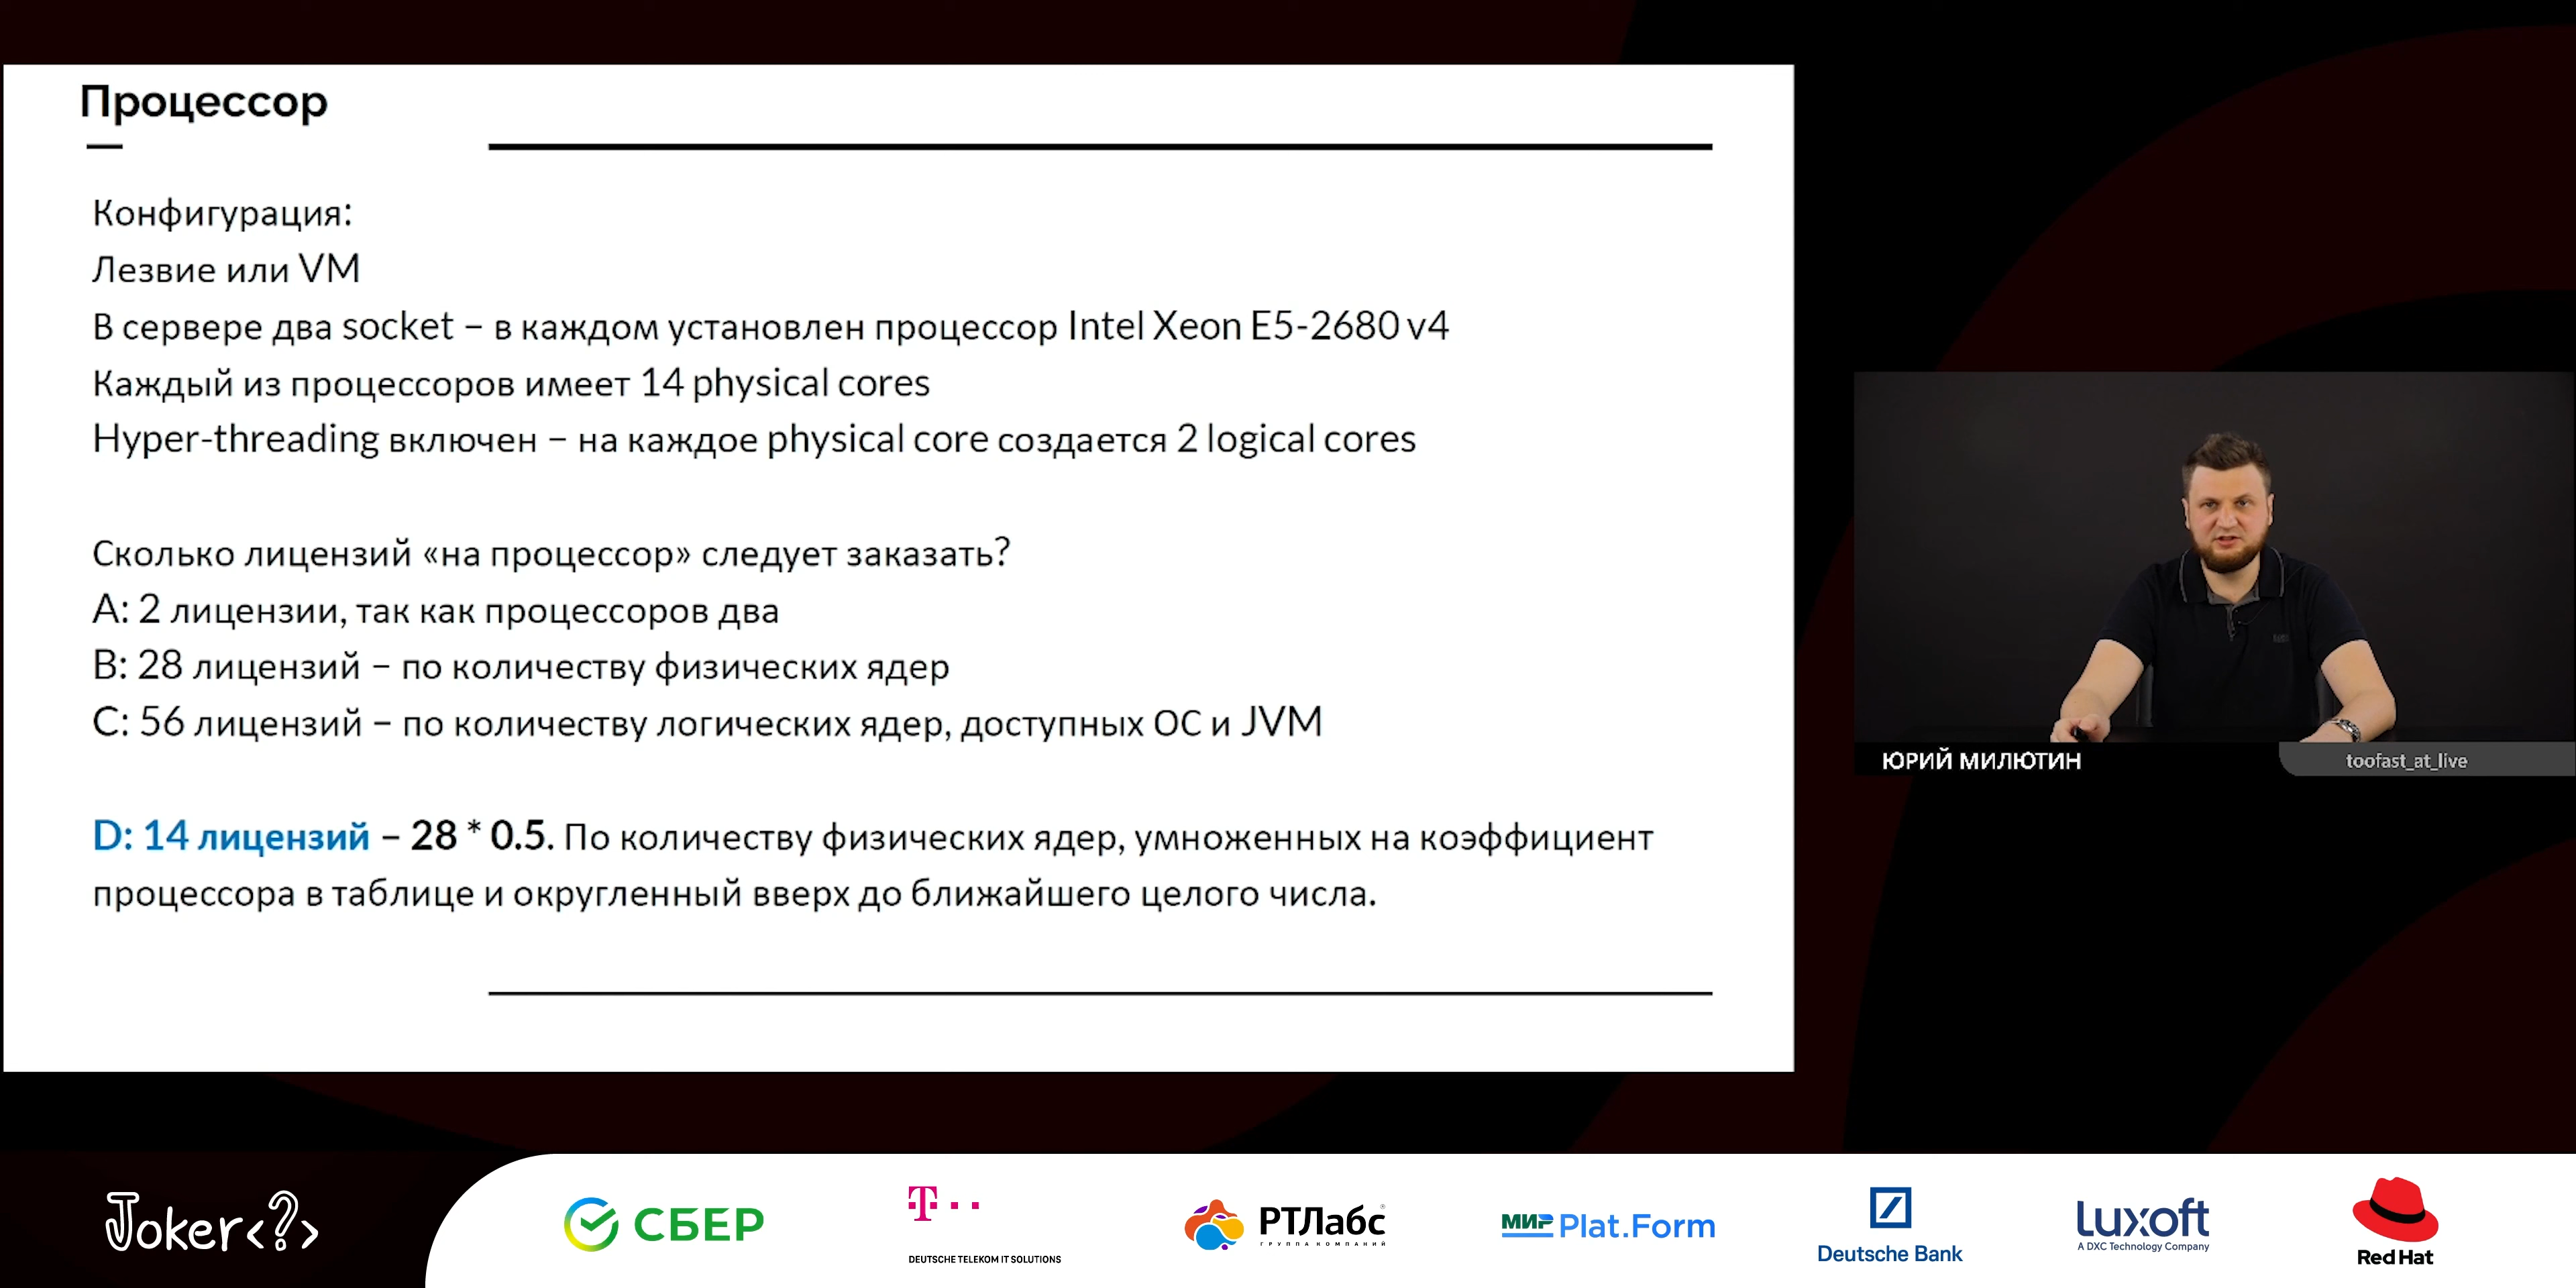 Процессор
Конфигурация:
Лезвие или VM
В сервере два socket – в каждом установлен процессор Intel Xeon E5-2680 v4
Каждый из процессоров имеет 14 physical cores
Hyper-threading включен – на каждое physical core создается 2 logical cores
Сколько лицензий «на процессор» следует заказать?
A: 2 лицензии, так как процессоров два
B: 28 лицензий – по количеству физических ядер
C: 56 лицензий – по количеству логических ядер, доступных ОС и JVM
D: 14 лицензий – 28 * 0.5. По количеству физических ядер, умноженных на коэффициент
процессора в таблице и округленный вверх до ближайшего целого числа.
ЮРИЙ МИЛЮТИН
toofast_at_live
Joker<?>
СБЕР
T
DEUTSCHE TELEKOM IT SOLUTIONS
РТЛабс
ГРУППА КОМПАНИЙ
МИР Plat.Form
Deutsche Bank
Luxoft
A DXC Technology Company
Red Hat